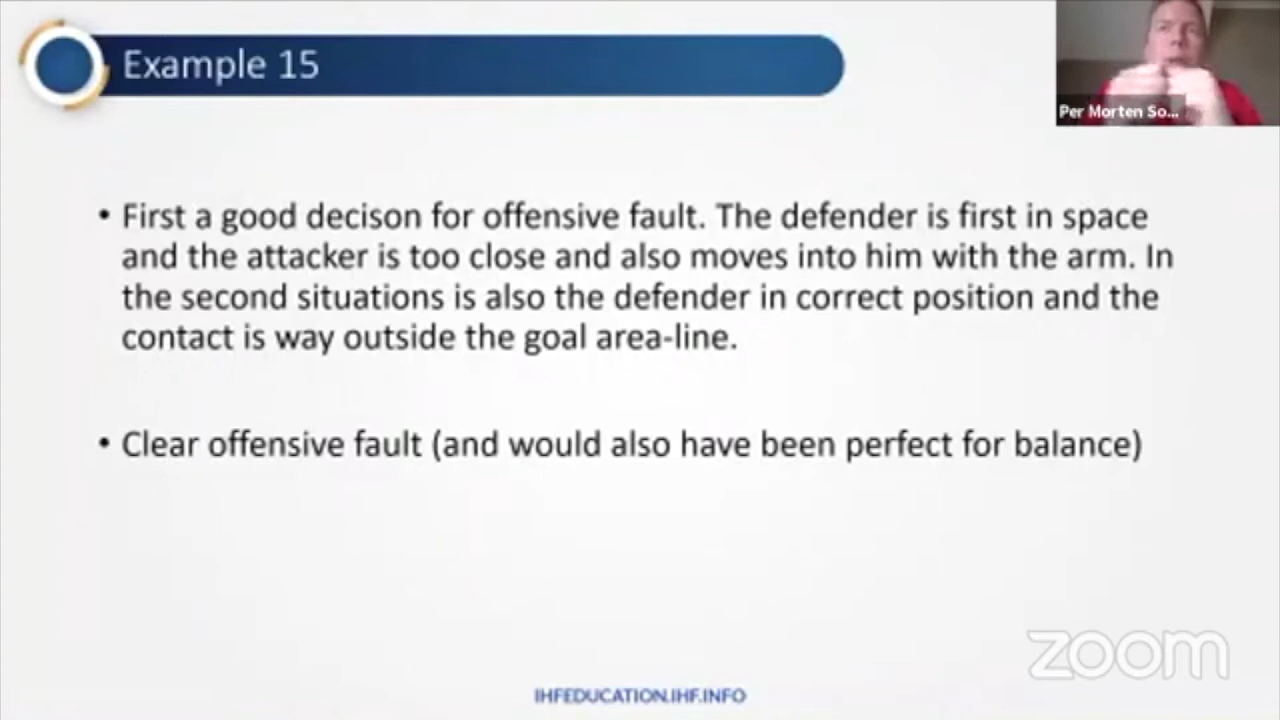 Example 15
Per Morten So...
• First a good decison for offensive fault. The defender is first in space
and the attacker is too close and also moves into him with the arm. In
the second situations is also the defender in correct position and the
contact is way outside the goal area-line.
• Clear offensive fault (and would also have been perfect for balance)
zoom
IHFEDUCATION.IHF.INFO